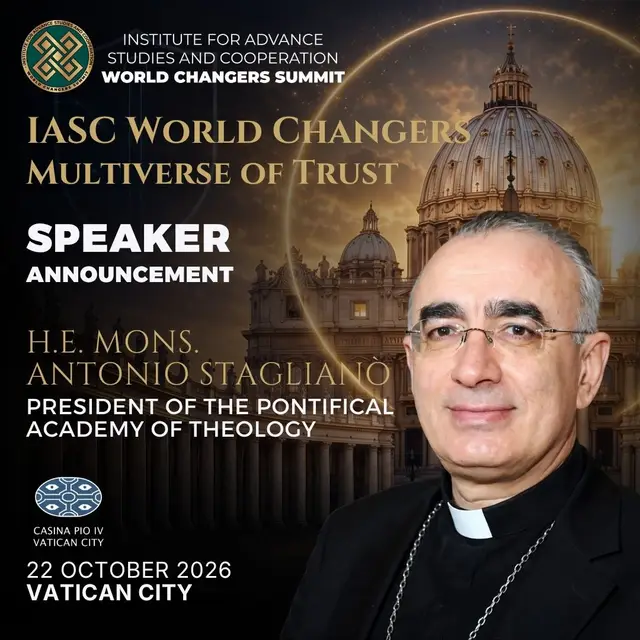 INSTITUTE FOR ADVANCE
STUDIES AND COOPERATION
WORLD CHANGERS SUMMIT
IASC WORLD CHANGERS
MULTIVERSE OF TRUST
SPEAKER
ANNOUNCEMENT
H.E. MONS.
ANTONIO STAGLIANÒ
PRESIDENT OF THE PONTIFICAL
ACADEMY OF THEOLOGY
CASINA PIO IV
VATICAN CITY
22 OCTOBER 2026
VATICAN CITY